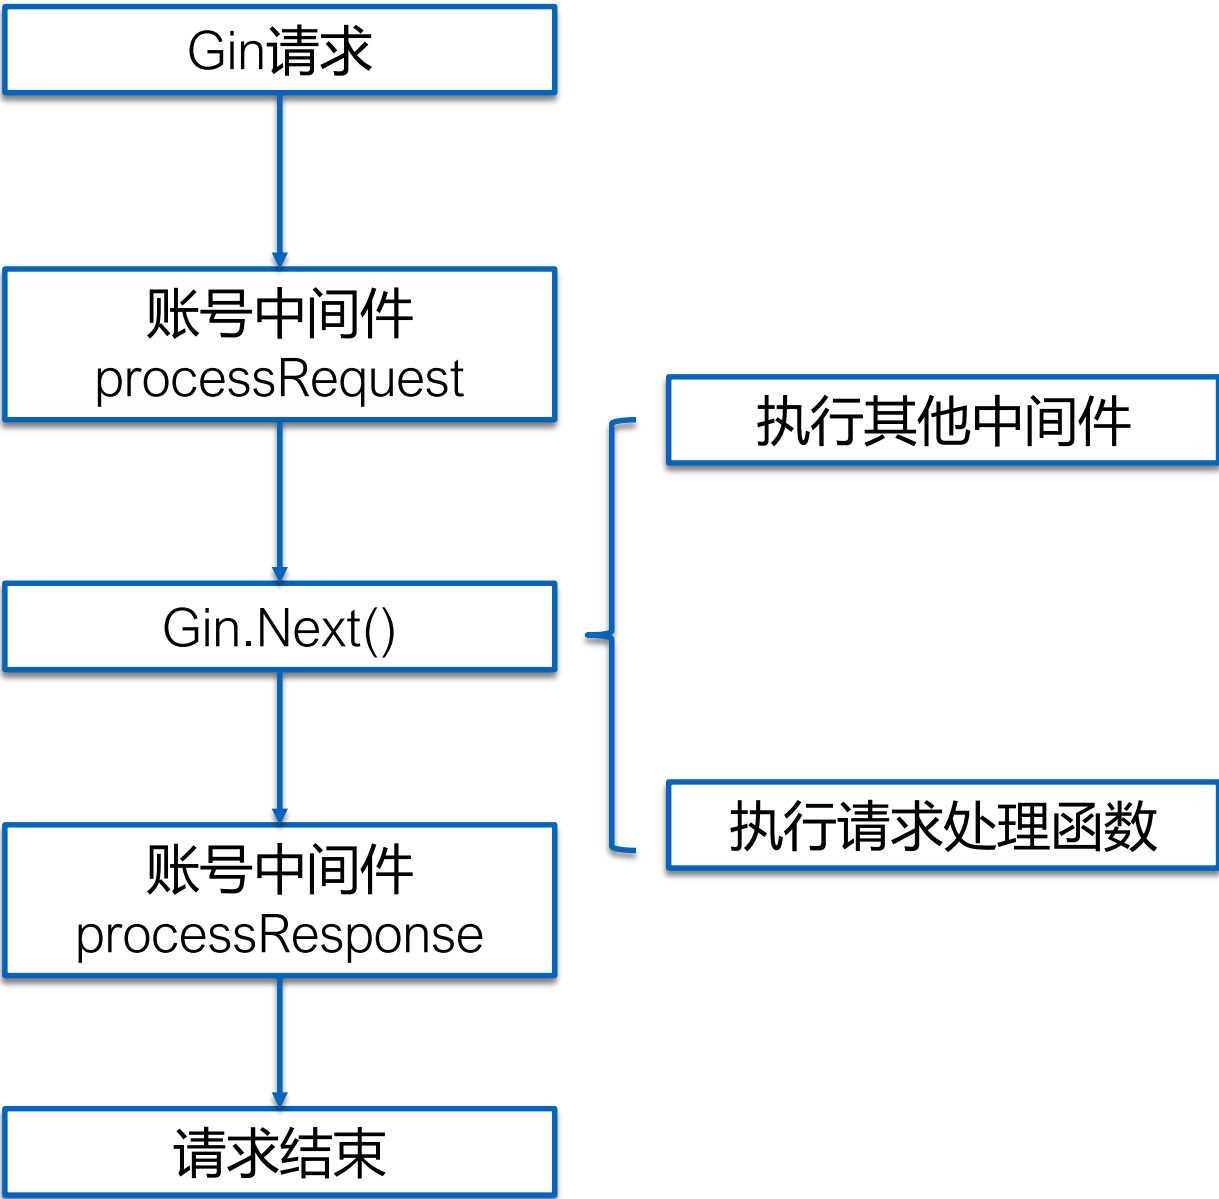 Gin请求
账号中间件
processRequest
执行其他中间件
Gin.Next()
执行请求处理函数
账号中间件
processResponse
请求结束